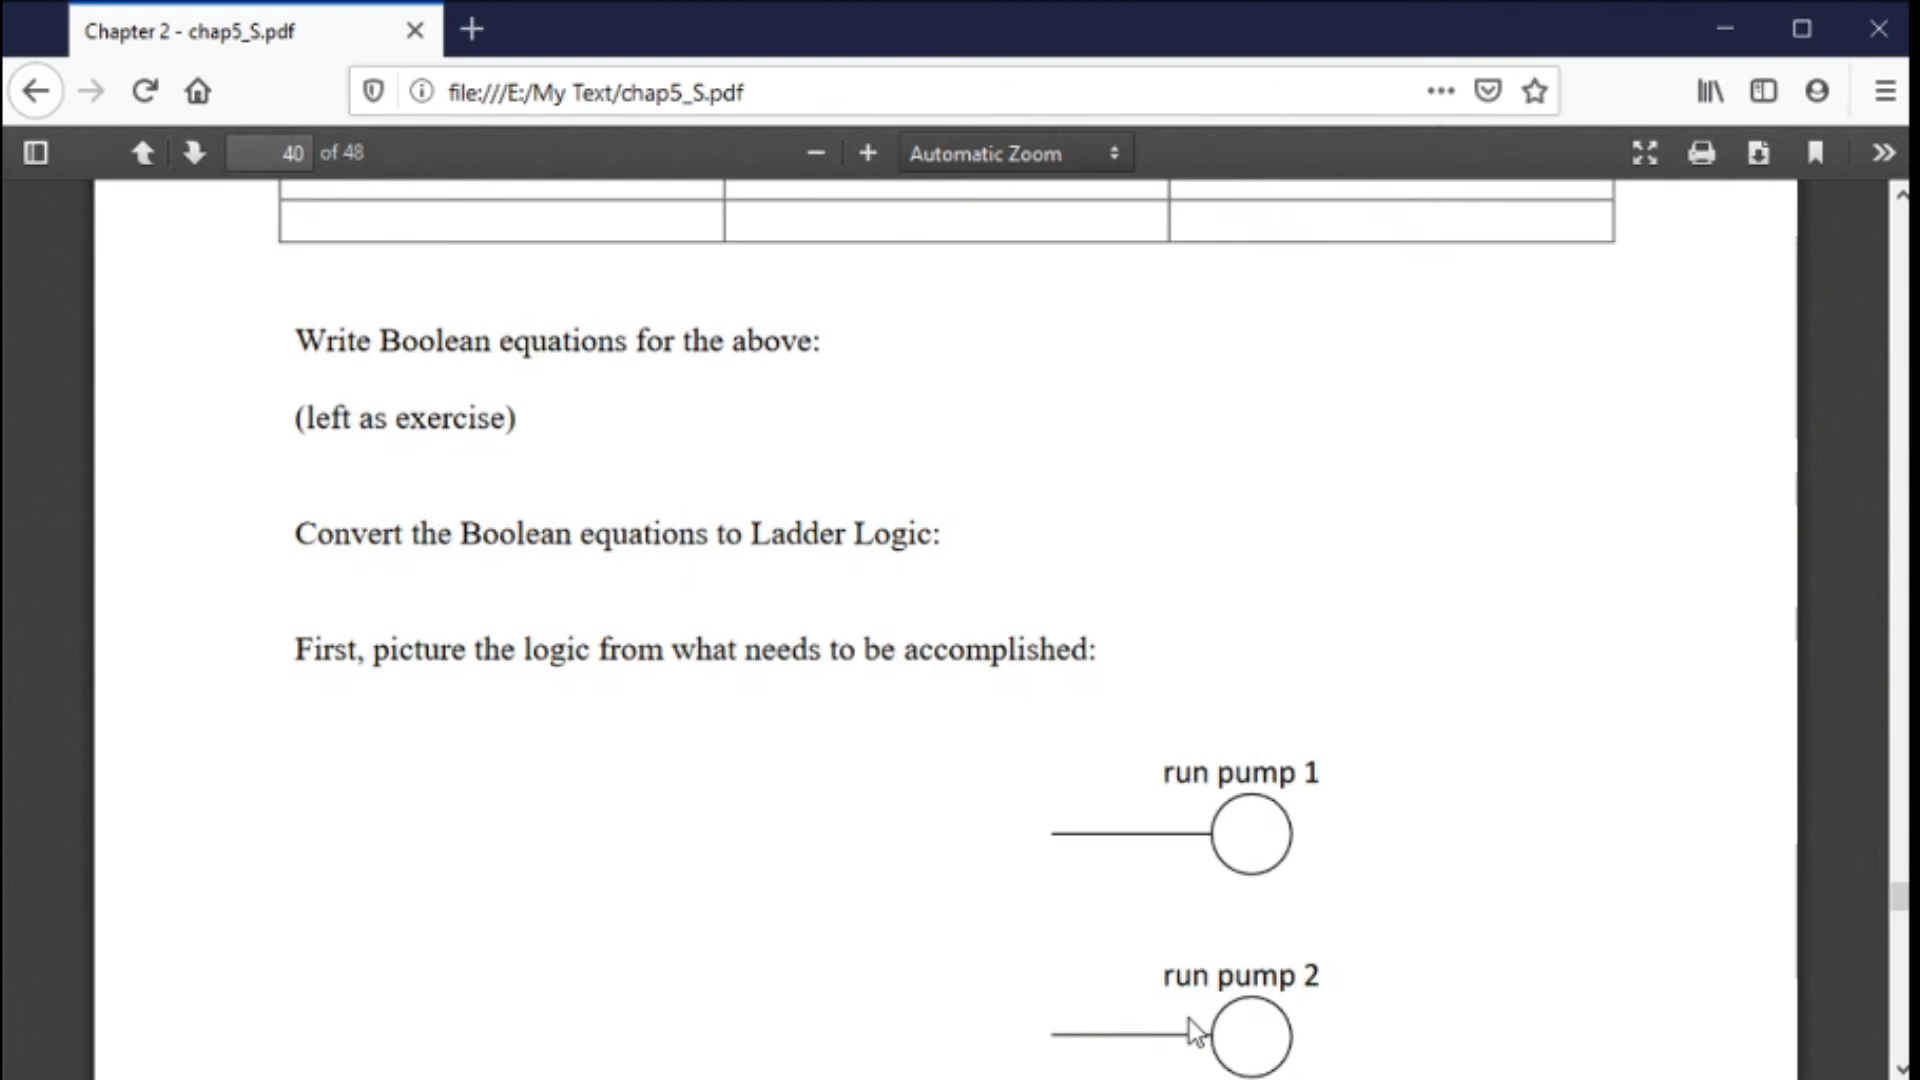 Chapter 2 - chap5_S.pdf
file:///E:/My Text/chap5_S.pdf
40 of 48
Automatic Zoom
Write Boolean equations for the above:
(left as exercise)
Convert the Boolean equations to Ladder Logic:
First, picture the logic from what needs to be accomplished:
run pump 1
run pump 2